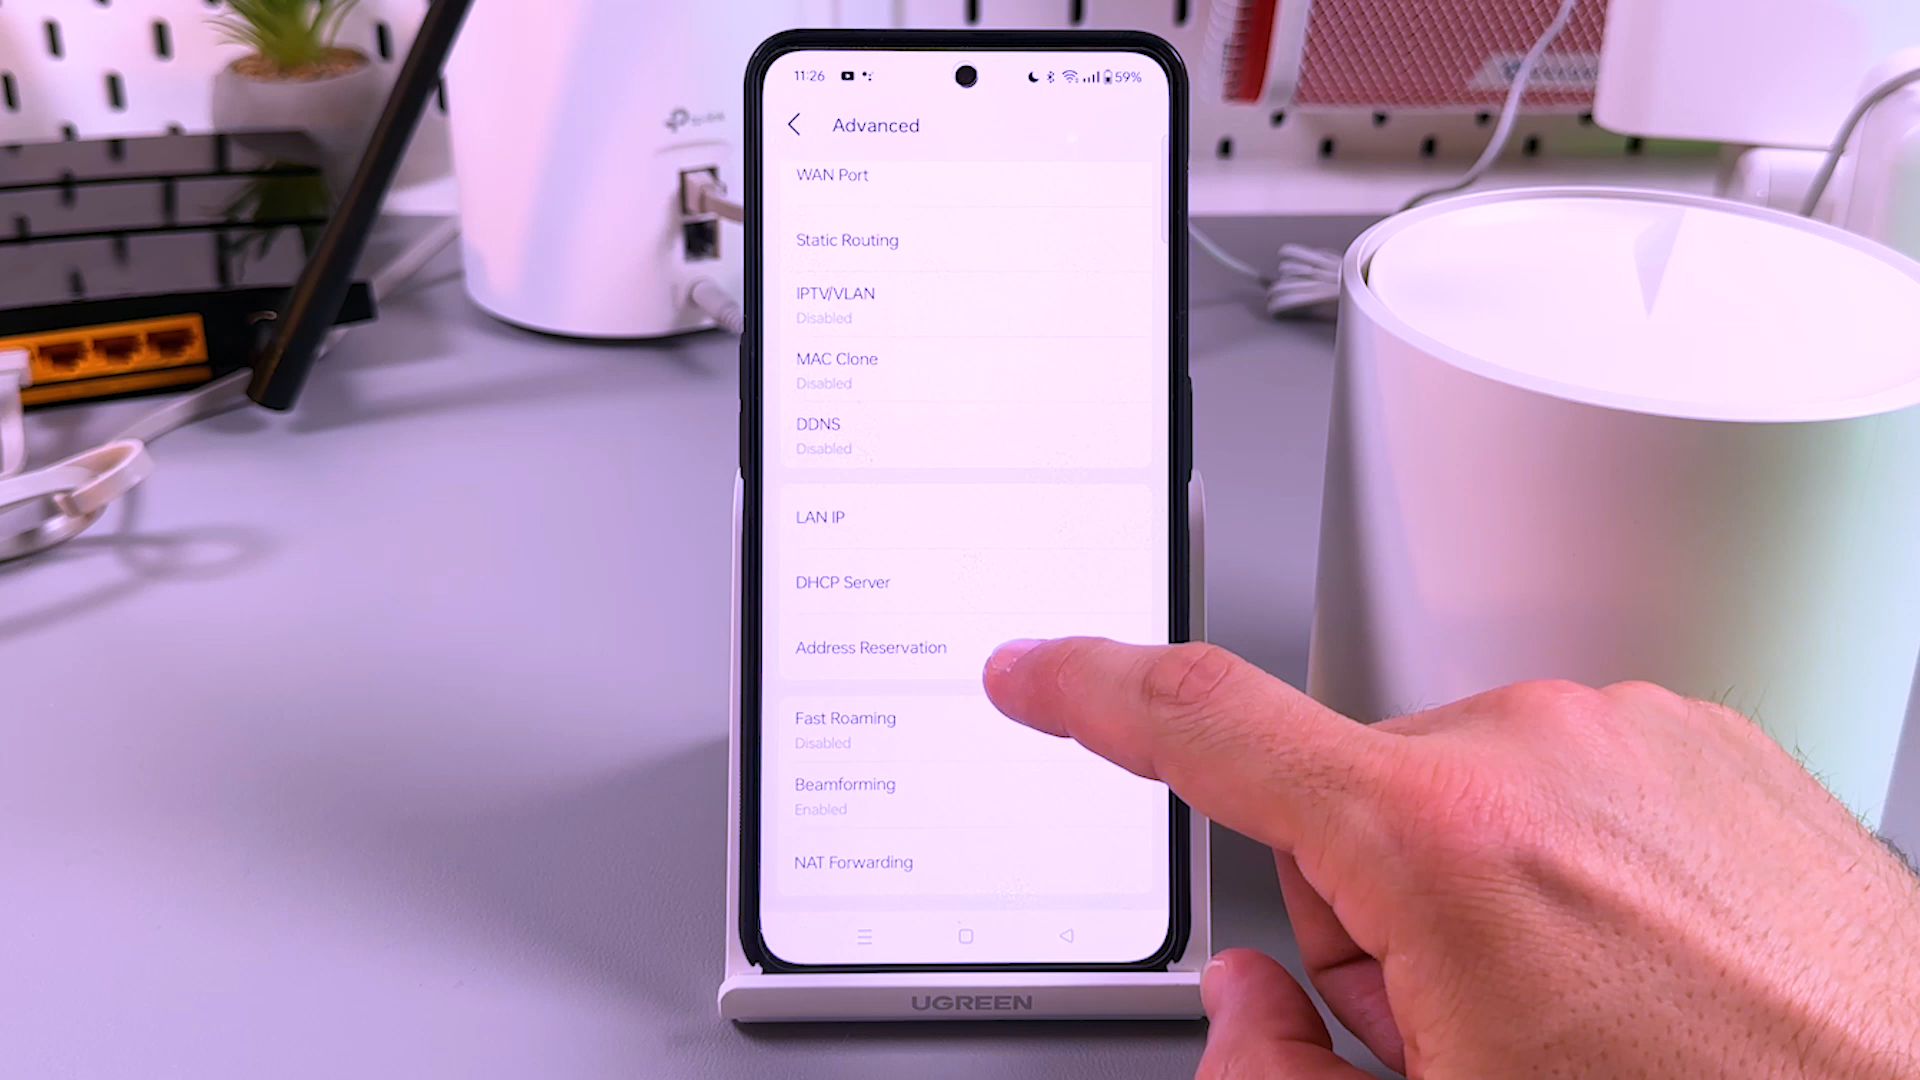 11:26
59%
Advanced
WAN Port
Static Routing
IPTV/VLAN
Disabled
MAC Clone
Disabled
DDNS
Disabled
LAN IP
DHCP Server
Address Reservation
Fast Roaming
Disabled
Beamforming
Enabled
NAT Forwarding
UGREEN